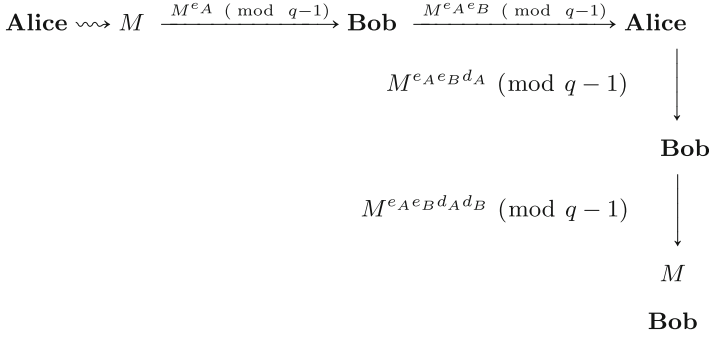 Alice M M^{e_A} ( mod q−1) Bob M^{e_A e_B} ( mod q−1) Alice
M^{e_A e_B d_A} (mod q − 1)
Bob
M^{e_A e_B d_A d_B} (mod q − 1)
M
Bob